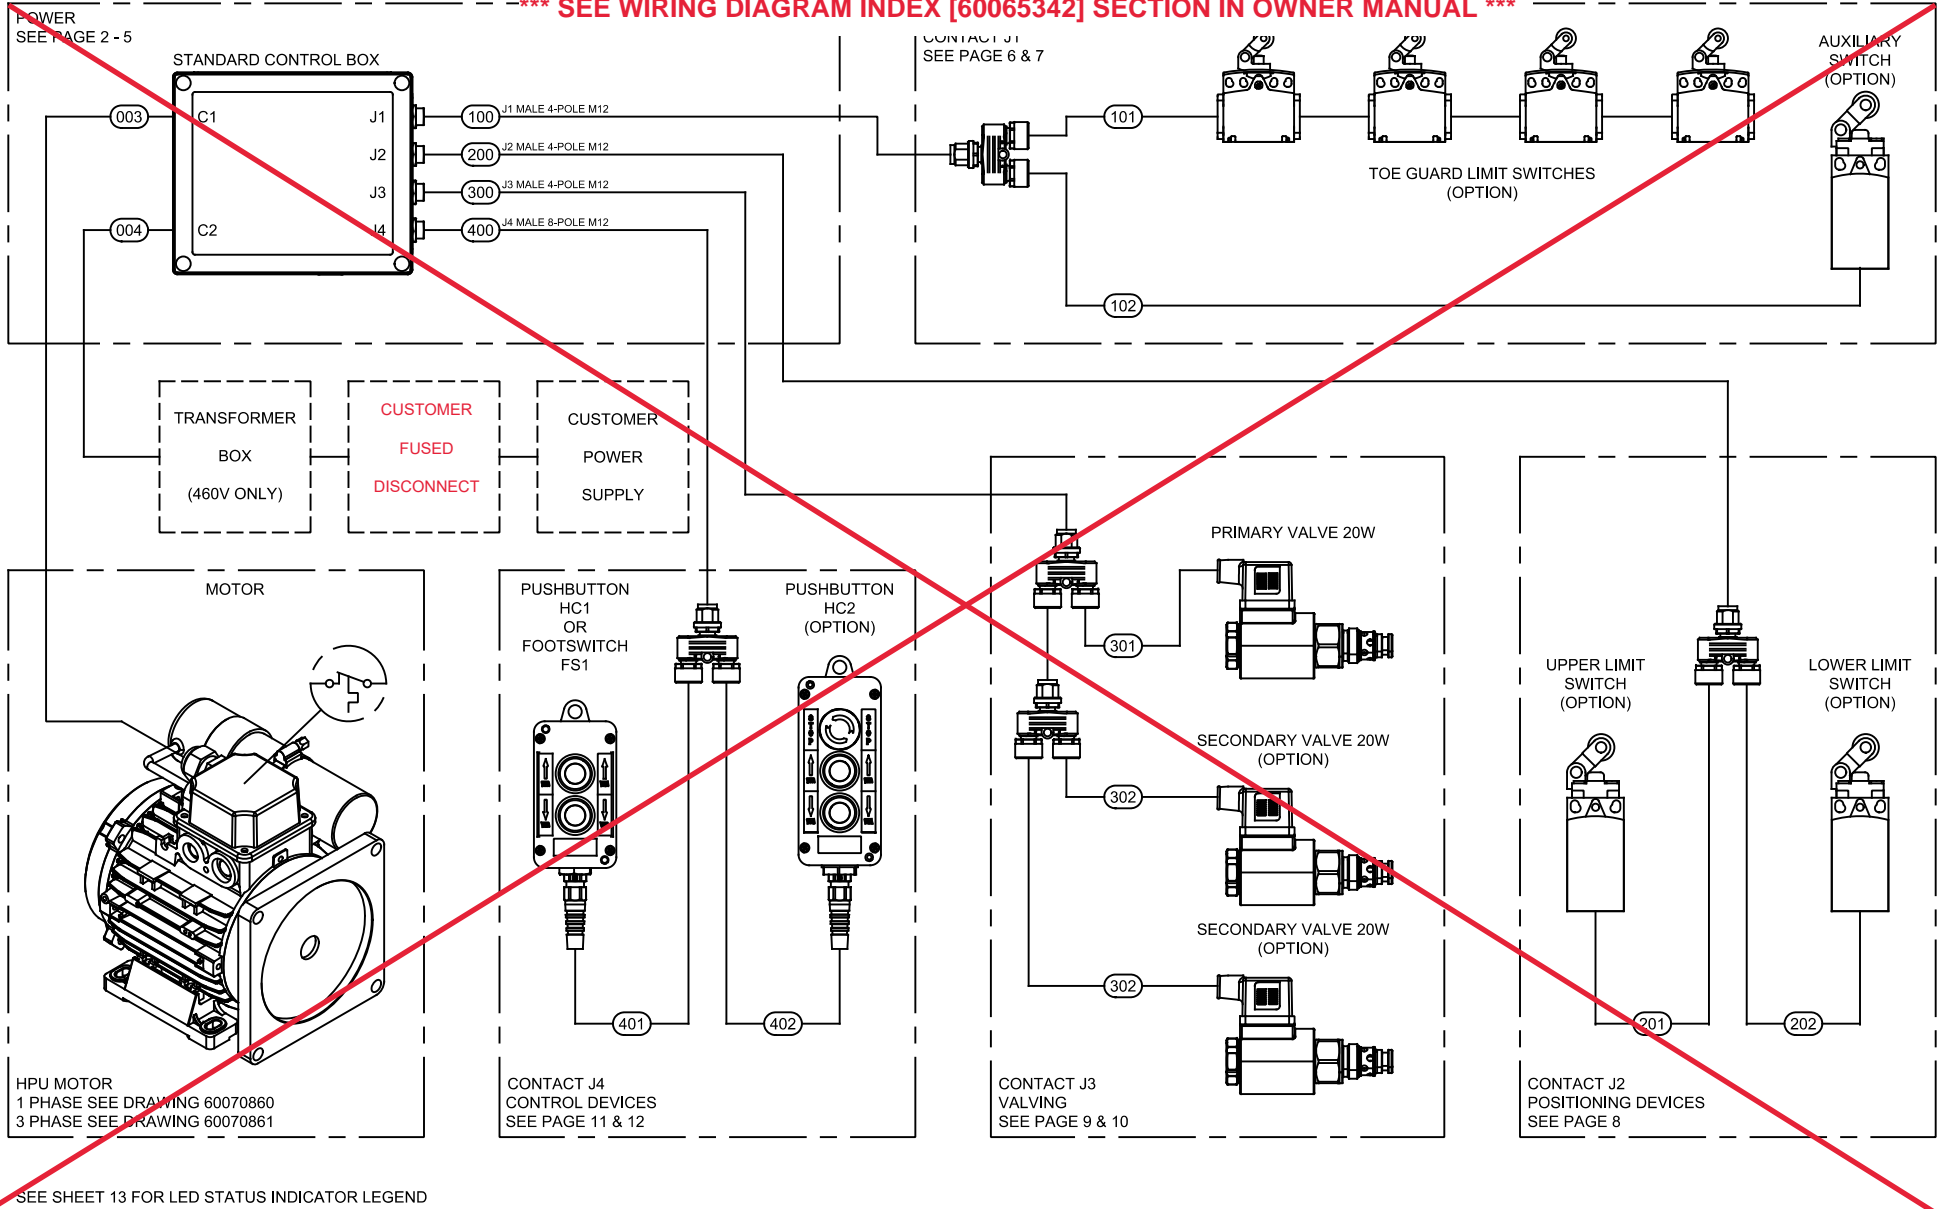 *** SEE WIRING DIAGRAM INDEX [60065342] SECTION IN OWNER MANUAL ***
POWER
SEE PAGE 2 - 5
STANDARD CONTROL BOX
003
C1
J1
100
J1 MALE 4-POLE M12
J2
200
J2 MALE 4-POLE M12
J3
300
J3 MALE 4-POLE M12
004
C2
J4
400
J4 MALE 8-POLE M12
CONTACT J1
SEE PAGE 6 & 7
101
TOE GUARD LIMIT SWITCHES
(OPTION)
AUXILIARY
SWITCH
(OPTION)
102
TRANSFORMER
BOX
(460V ONLY)
CUSTOMER
FUSED
DISCONNECT
CUSTOMER
POWER
SUPPLY
MOTOR
HPU MOTOR
1 PHASE SEE DRAWING 60070860
3 PHASE SEE DRAWING 60070861
PUSHBUTTON
HC1
OR
FOOTSWITCH
FS1
PUSHBUTTON
HC2
(OPTION)
STOP
STOP
401
402
CONTACT J4
CONTROL DEVICES
SEE PAGE 11 & 12
PRIMARY VALVE 20W
301
SECONDARY VALVE 20W
(OPTION)
302
SECONDARY VALVE 20W
(OPTION)
302
CONTACT J3
VALVING
SEE PAGE 9 & 10
UPPER LIMIT
SWITCH
(OPTION)
LOWER LIMIT
SWITCH
(OPTION)
201
202
CONTACT J2
POSITIONING DEVICES
SEE PAGE 8
SEE SHEET 13 FOR LED STATUS INDICATOR LEGEND